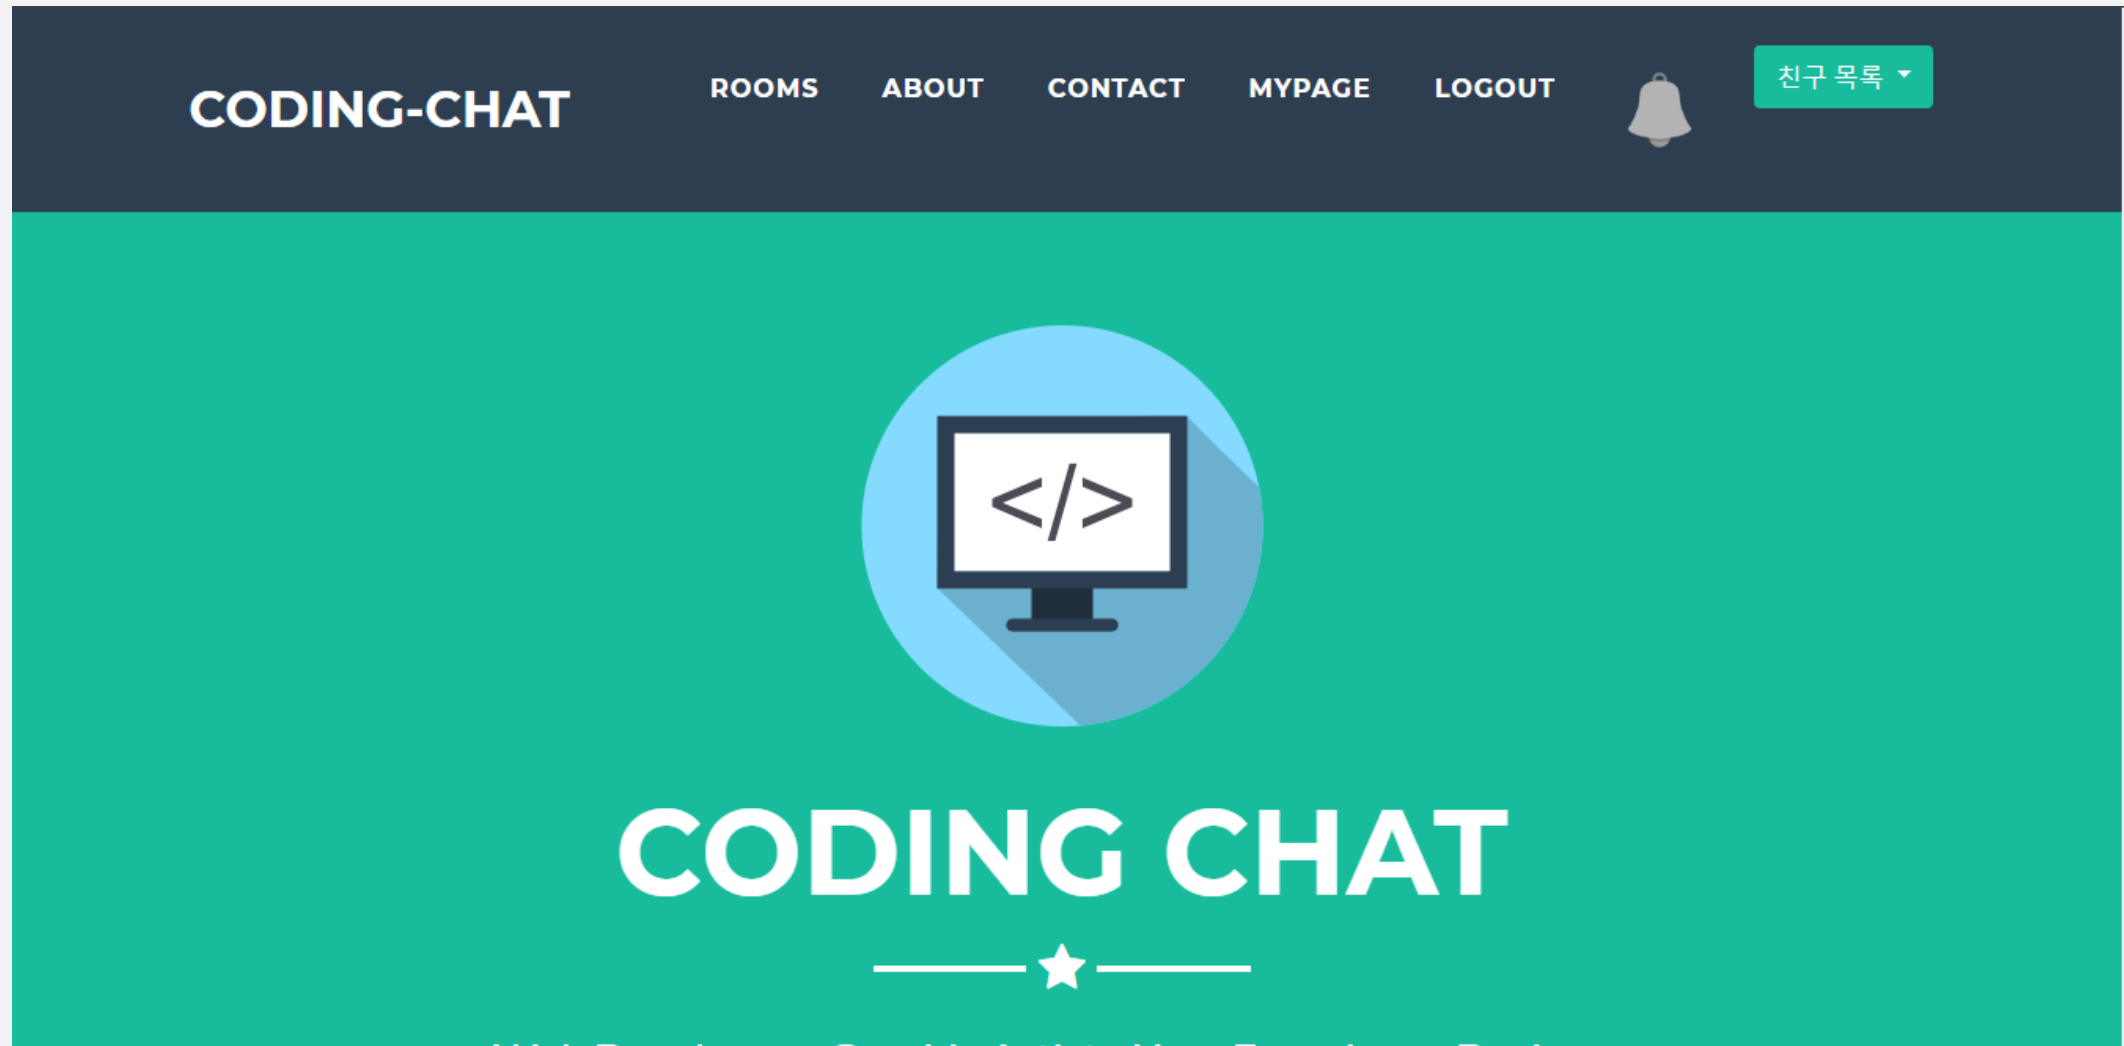 CODING-CHAT
ROOMS ABOUT CONTACT MYPAGE LOGOUT 친구 목록
</>
CODING CHAT